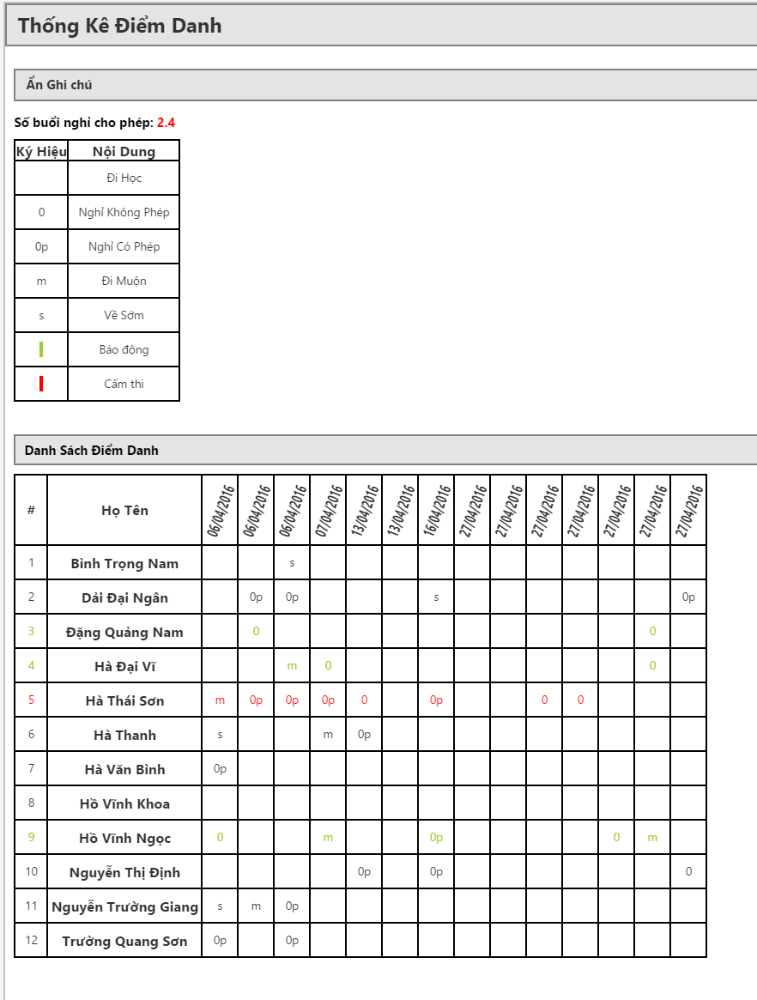 Thống Kê Điểm Danh
Ẩn Ghi chú
Số buổi nghỉ cho phép: 2.4
Ký Hiệu Nội Dung
Đi Học
0 Nghỉ Không Phép
0p Nghỉ Có Phép
m Đi Muộn
s Về Sớm
Báo động
Cấm thi
Danh Sách Điểm Danh
# Họ Tên 06/04/2016 06/04/2016 06/04/2016 07/04/2016 13/04/2016 13/04/2016 16/04/2016 27/04/2016 27/04/2016 27/04/2016 27/04/2016 27/04/2016 27/04/2016 27/04/2016
1 Bình Trọng Nam s
2 Dải Đại Ngân 0p 0p s 0p
3 Đặng Quảng Nam 0 0
4 Hà Đại Vĩ m 0 0
5 Hà Thái Sơn m 0p 0p 0p 0 0p 0 0
6 Hà Thanh s m 0p
7 Hà Văn Bình 0p
8 Hồ Vĩnh Khoa
9 Hồ Vĩnh Ngọc 0 m 0p 0 m
10 Nguyễn Thị Định 0p 0p 0
11 Nguyễn Trường Giang s m 0p
12 Trường Quang Sơn 0p 0p